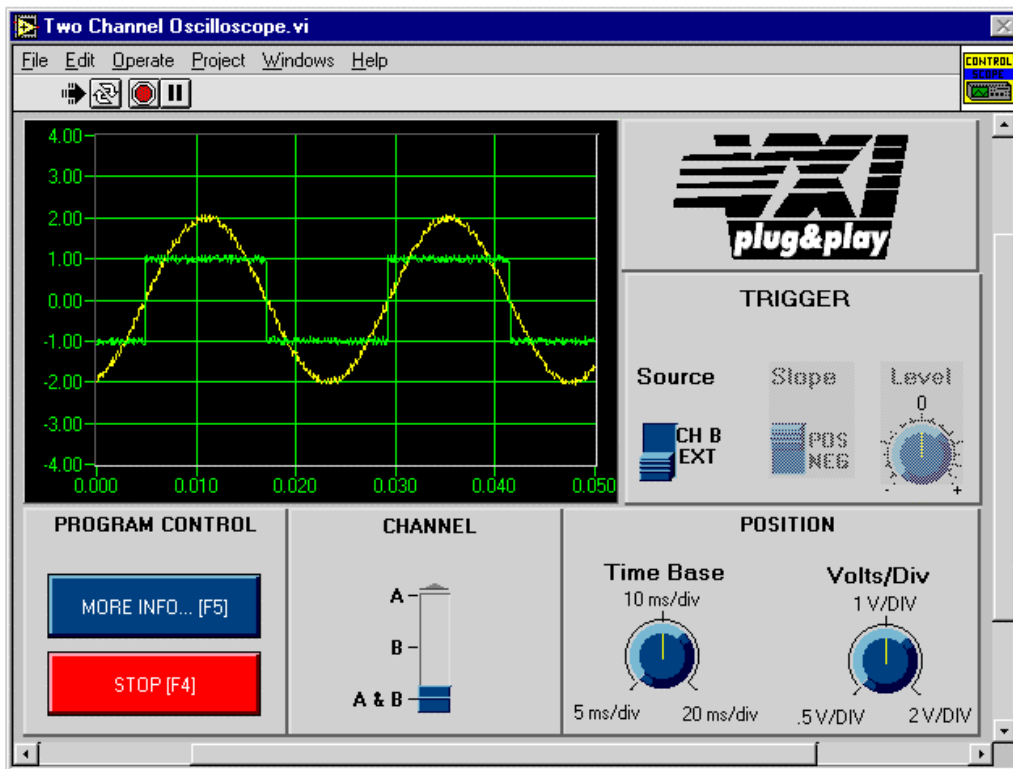 Two Channel Oscilloscope.vi
File Edit Operate Project Windows Help
CONTROL
SCOPE
4.00
3.00
2.00
1.00
0.00
-1.00
-2.00
-3.00
-4.00
0.000 0.010 0.020 0.030 0.040 0.050
VXI
plug&play
TRIGGER
Source
CH B
EXT
Slope
POS
NEG
Level
0
- +
PROGRAM CONTROL
MORE INFO... [F5]
STOP [F4]
CHANNEL
A
B
A & B
POSITION
Time Base
10 ms/div
5 ms/div 20 ms/div
Volts/Div
1 V/DIV
.5 V/DIV 2 V/DIV